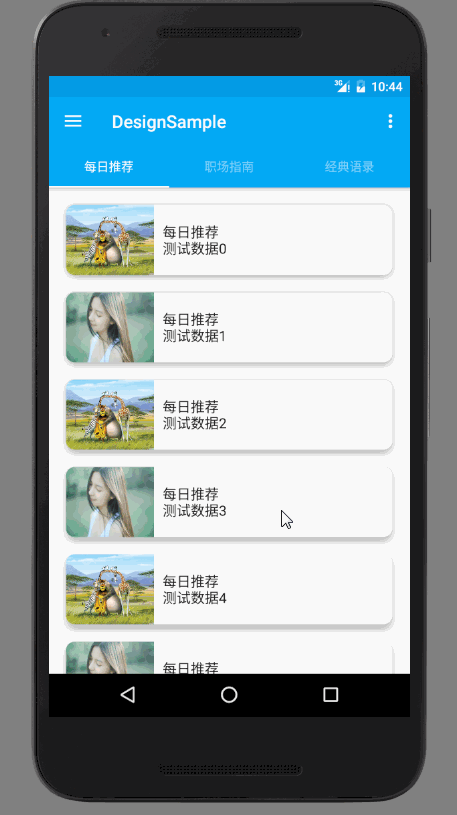 3G 10:44
DesignSample
每日推荐 职场指南 经典语录
每日推荐
测试数据0
每日推荐
测试数据1
每日推荐
测试数据2
每日推荐
测试数据3
每日推荐
测试数据4
每日推荐